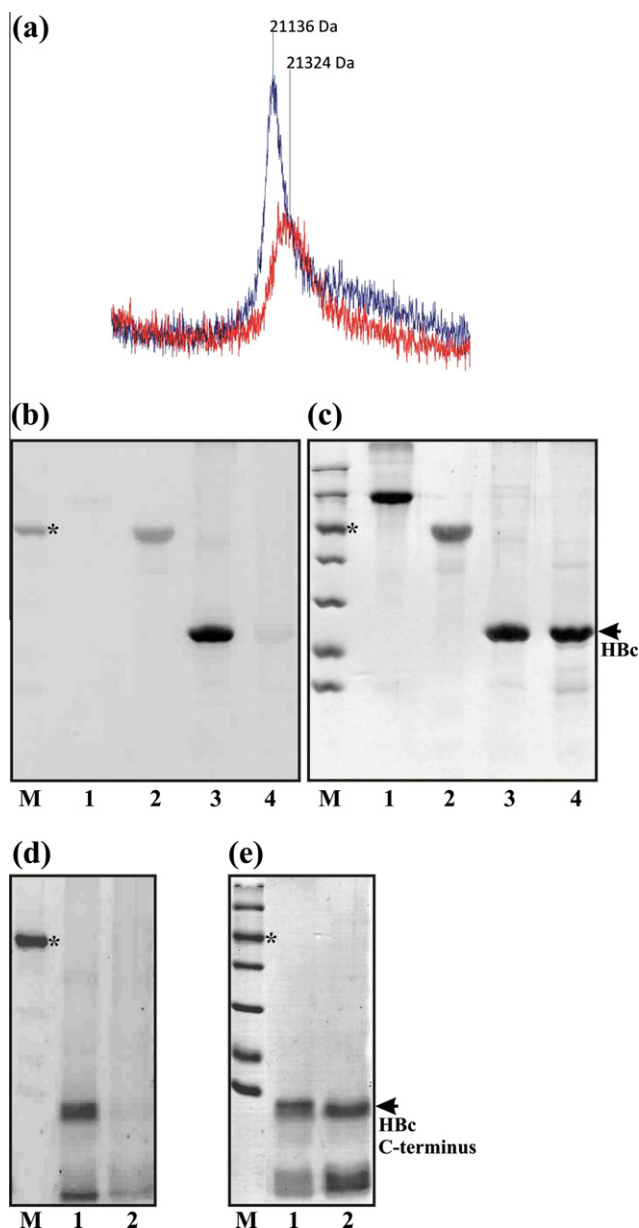 (a)
21136 Da
21324 Da
(b)
(c)
*
*
HBc
M 1 2 3 4
M 1 2 3 4
(d)
(e)
*
*
HBc
C-terminus
M 1 2
M 1 2